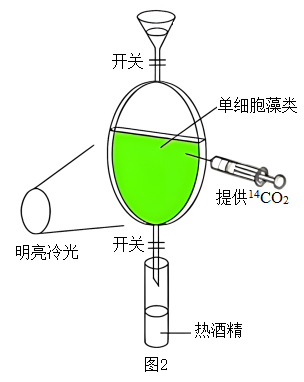 开关
单细胞藻类
提供¹⁴CO₂
明亮冷光
开关
热酒精
图2